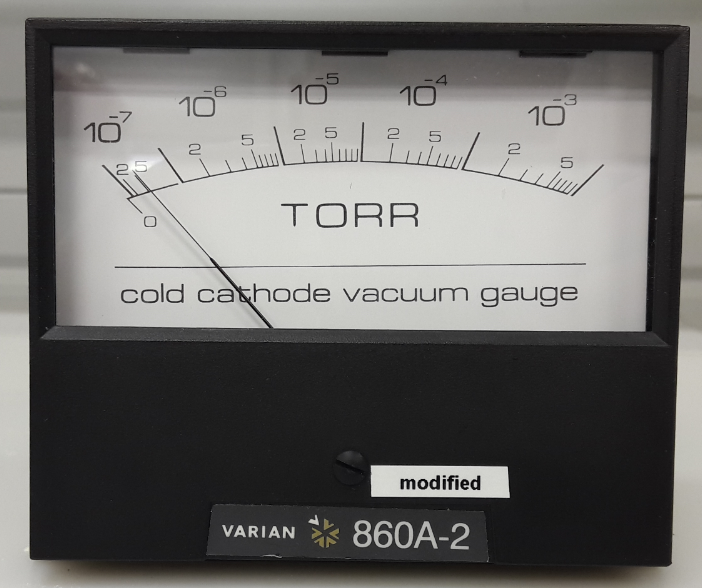 10⁻⁷ 10⁻⁶ 10⁻⁵ 10⁻⁴ 10⁻³
2 5 2 5 2 5 2 5 2 5
0
TORR
cold cathode vacuum gauge
modified
VARIAN 860A-2